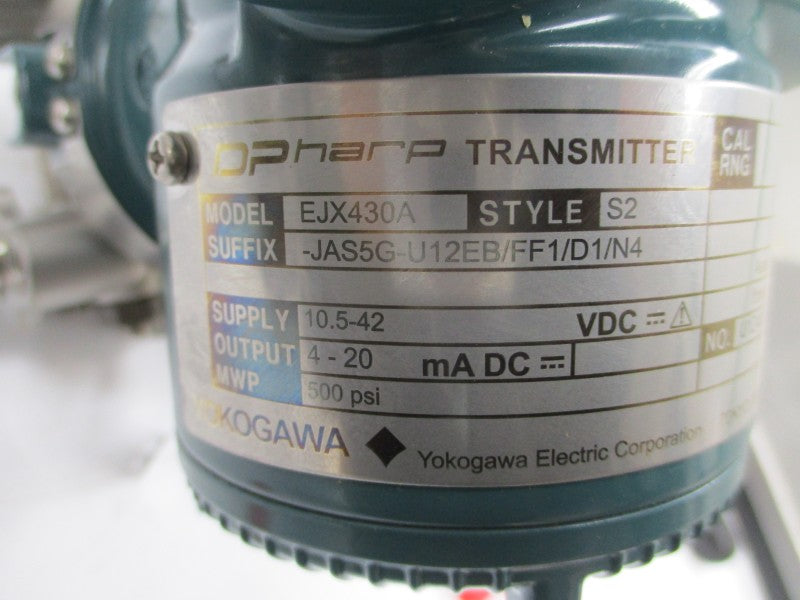 DPharp TRANSMITTER CAL RNG
MODEL EJX430A STYLE S2
SUFFIX -JAS5G-U12EB/FF1/D1/N4
SUPPLY 10.5-42 VDC
OUTPUT 4 - 20 mA DC NO.
MWP 500 psi
YOKOGAWA Yokogawa Electric Corporation